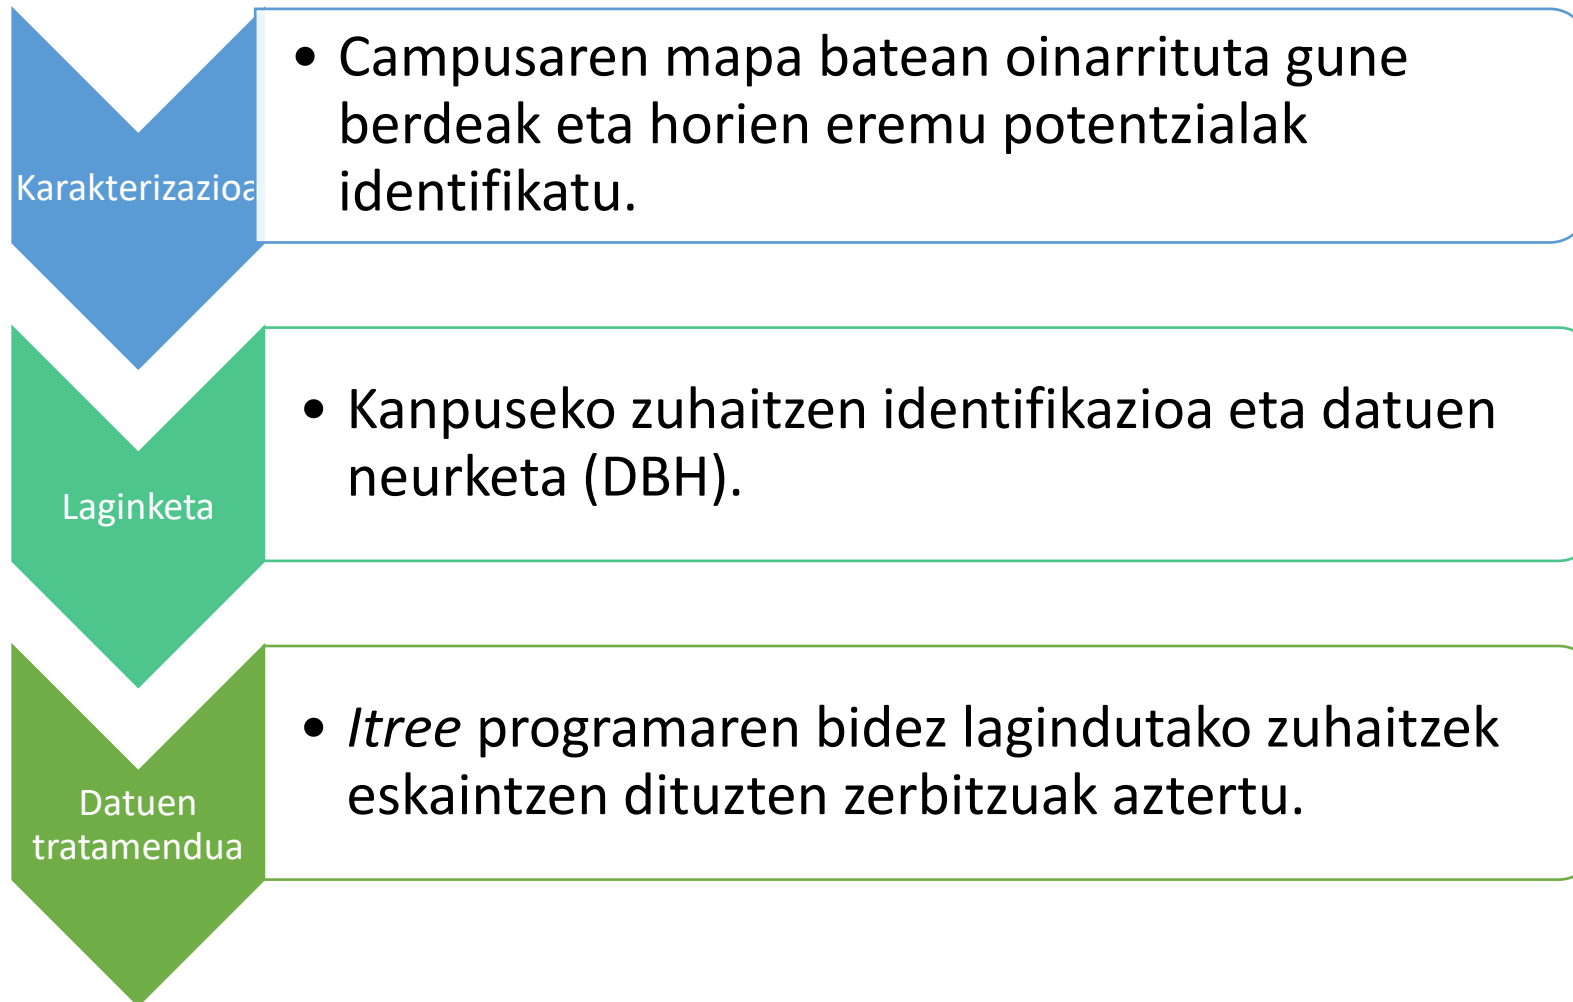 Karakterizazioa
• Campusaren mapa batean oinarrituta gune
berdeak eta horien eremu potentzialak
identifikatu.
Laginketa
• Kanpuseko zuhaitzen identifikazioa eta datuen
neurketa (DBH).
Datuen
tratamendua
• Itree programaren bidez lagindutako zuhaitzek
eskaintzen dituzten zerbitzuak aztertu.